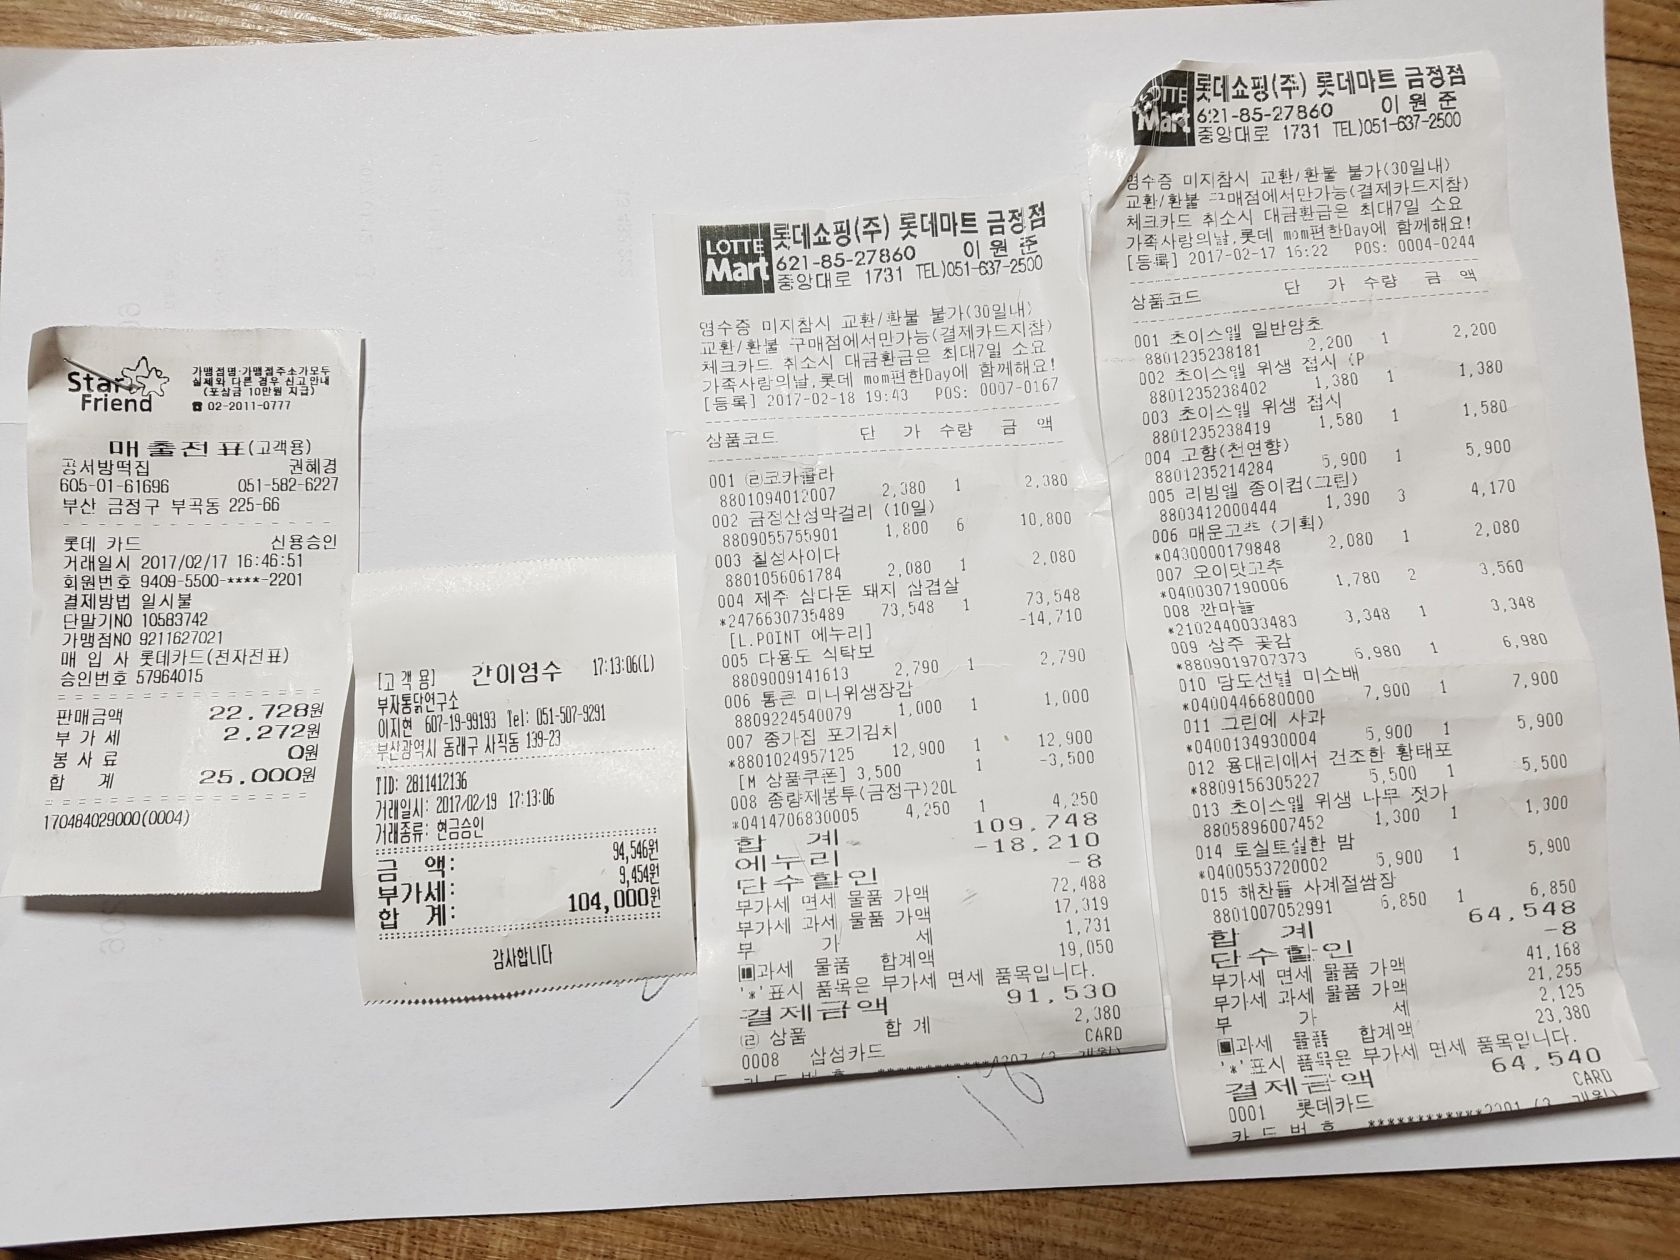 Star
Friend
가맹점명·가맹점주소가모두
실제와 다른 경우 신고안내
(포상금 10만원 지급)
☎ 02-2011-0777
매출전표(고객용)
공서방떡집 권혜경
605-01-61696 051-582-6227
부산 금정구 부곡동 225-66
롯데 카드 신용승인
거래일시 2017/02/17 16:46:51
회원번호 9409-5500-****-2201
결제방법 일시불
단말기NO 10583742
가맹점NO 9211627021
매 입 사 롯데카드(전자전표)
승인번호 57964015
판매금액 22,728원
부 가 세 2,272원
봉 사 료 0원
합 계 25,000원
170484029000(0004)
[고 객 용] 간이영수 17:13:06(L)
부자통닭연구소
이지현 607-19-99193 Tel: 051-507-9291
부산광역시 동래구 사직동 139-23
TID: 2811412136
거래일시: 2017/02/19 17:13:06
거래종류: 현금승인
금 액: 94,546원
부가세: 9,454원
합 계: 104,000원
감사합니다
LOTTE
Mart
롯데쇼핑(주) 롯데마트 금정점
621-85-27860 이 원 준
중앙대로 1731 TEL)051-637-2500
영수증 미지참시 교환/환불 불가(30일내)
교환/환불 구매점에서만가능(결제카드지참)
체크카드 취소시 대금환급은 최대7일 소요
가족사랑의날,롯데 mom편한Day에 함께해요!
[등록] 2017-02-18 19:43 POS: 0007-0167
상품코드 단 가 수량 금 액
001 ㉣코카콜라
8801094012007 2,380 1 2,380
002 금정산성막걸리 (10일)
8809055755901 1,800 6 10,800
003 칠성사이다
8801056061784 2,080 1 2,080
004 제주 심다돈 돼지 삼겹살
*2476630735489 73,548 1 73,548
[L.POINT 에누리] -14,710
005 다용도 식탁보
8809009141613 2,790 1 2,790
006 통큰 미니위생장갑
8809224540079 1,000 1 1,000
007 종가집 포기김치
*8801024957125 12,900 1 12,900
[M 상품쿠폰] 3,500 1 -3,500
008 종량제봉투(금정구)20L
*0414706830005 4,250 1 4,250
합 계 109,748
에누리 -18,210
단수할인 -8
부가세 면세 물품 가액 72,488
부가세 과세 물품 가액 17,319
부 가 세 1,731
▣과세 물품 합계액 19,050
'*'표시 품목은 부가세 면세 품목입니다.
결제금액 91,530
㉣ 상품 합 계 2,380
0008 삼성카드 CARD
LOTTE
Mart
롯데쇼핑(주) 롯데마트 금정점
621-85-27860 이 원 준
중앙대로 1731 TEL)051-637-2500
영수증 미지참시 교환/환불 불가(30일내)
교환/환불 구매점에서만가능(결제카드지참)
체크카드 취소시 대금환급은 최대7일 소요
가족사랑의날,롯데 mom편한Day에 함께해요!
[등록] 2017-02-17 16:22 POS: 0004-0244
상품코드 단 가 수량 금 액
001 초이스엘 일반양초
8801235238181 2,200 1 2,200
002 초이스엘 위생 접시 (P
8801235238402 1,380 1 1,380
003 초이스엘 위생 접시
8801235238419 1,580 1 1,580
004 고향(천연향)
8801235214284 5,900 1 5,900
005 리빙엘 종이컵(그린)
8803412000444 1,390 3 4,170
006 매운고추 (기획)
*0430000179848 2,080 1 2,080
007 오이맛고추
*0400307190006 1,780 2 3,560
008 깐마늘
*2102440033483 3,348 1 3,348
009 상주 곶감
*8809019707373 6,980 1 6,980
010 당도선별 미소배
*0400446680000 7,900 1 7,900
011 그린에 사과
*0400134930004 5,900 1 5,900
012 용대리에서 건조한 황태포
*8809156305227 5,500 1 5,500
013 초이스엘 위생 나무 젓가
8805896007452 1,300 1 1,300
014 토실토실한 밤
*0400553720002 5,900 1 5,900
015 해찬들 사계절쌈장
8801007052991 6,850 1 6,850
합 계 64,548
단수할인 -8
부가세 면세 물품 가액 41,168
부가세 과세 물품 가액 21,255
부 가 세 2,125
▣과세 물품 합계액 23,380
'*'표시 품목은 부가세 면세 품목입니다.
결제금액 64,540
0001 롯데카드 CARD